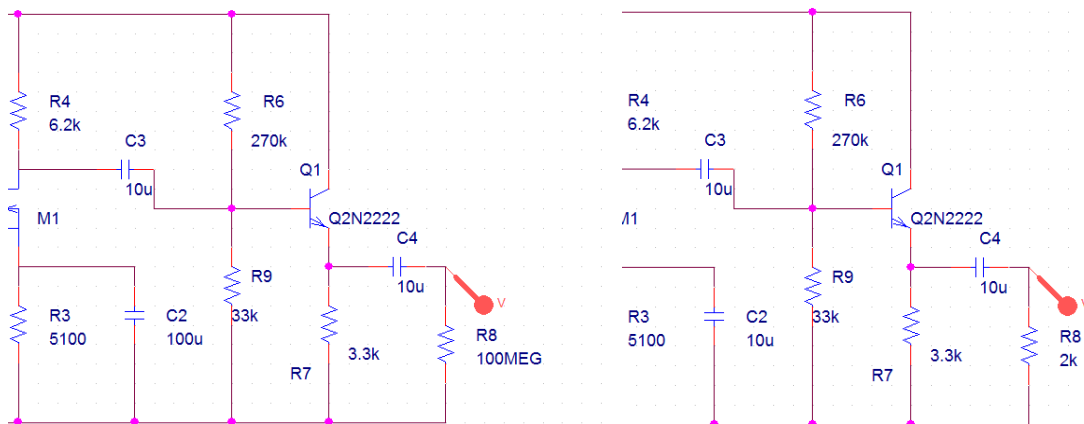 R4
6.2k
C3
10u
R6
270k
Q1
Q2N2222
M1
C4
10u
R9
33k
R3
5100
C2
100u
3.3k
R7
R8
100MEG
V
R4
6.2k
C3
10u
R6
270k
Q1
Q2N2222
M1
C4
10u
R9
33k
R3
5100
C2
10u
3.3k
R7
R8
2k
V